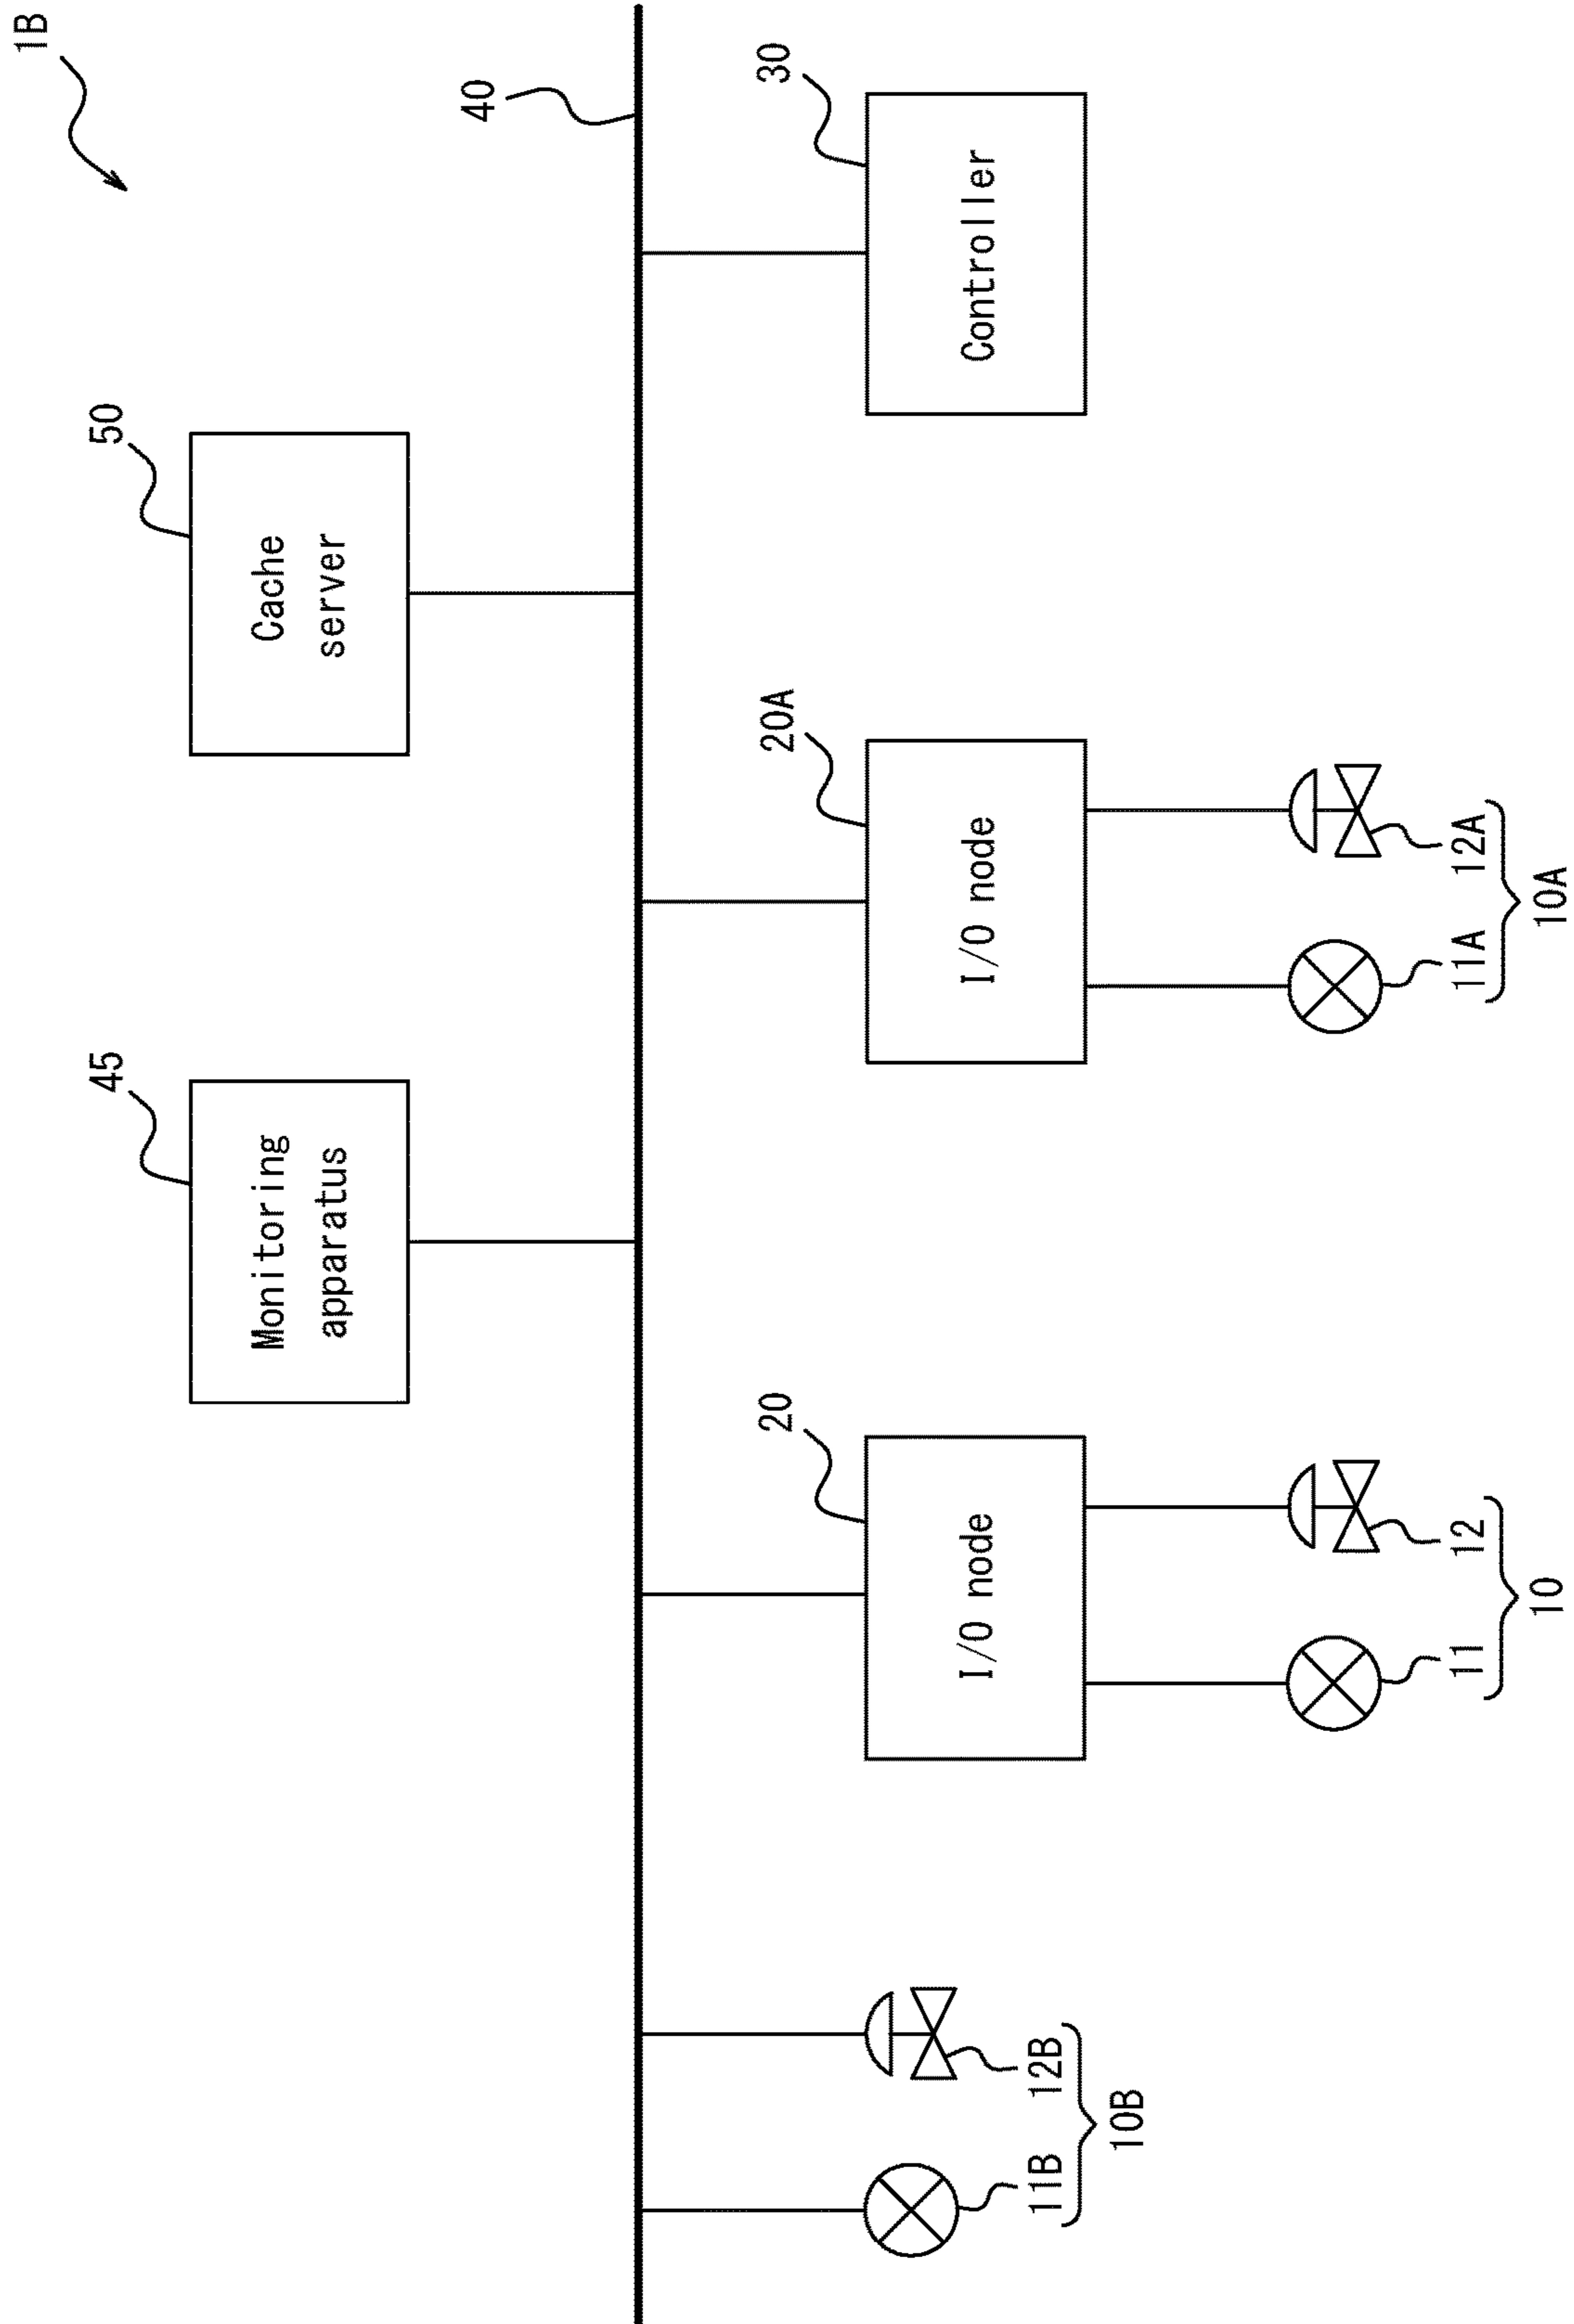 1B
40
50
Cache
server
45
Monitoring
apparatus
30
Controller
20A
I/O node
20
I/O node
11B
12B
10B
11
12
10
11A
12A
10A